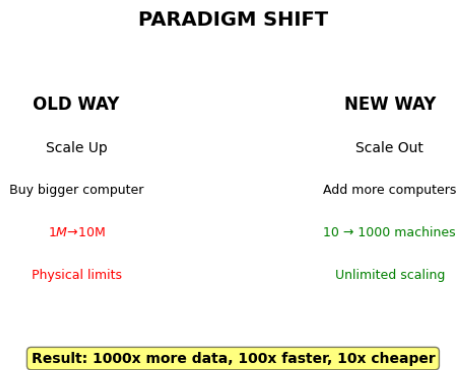 PARADIGM SHIFT
OLD WAY
NEW WAY
Scale Up
Scale Out
Buy bigger computer
Add more computers
1M→10M
10 → 1000 machines
Physical limits
Unlimited scaling
Result: 1000x more data, 100x faster, 10x cheaper